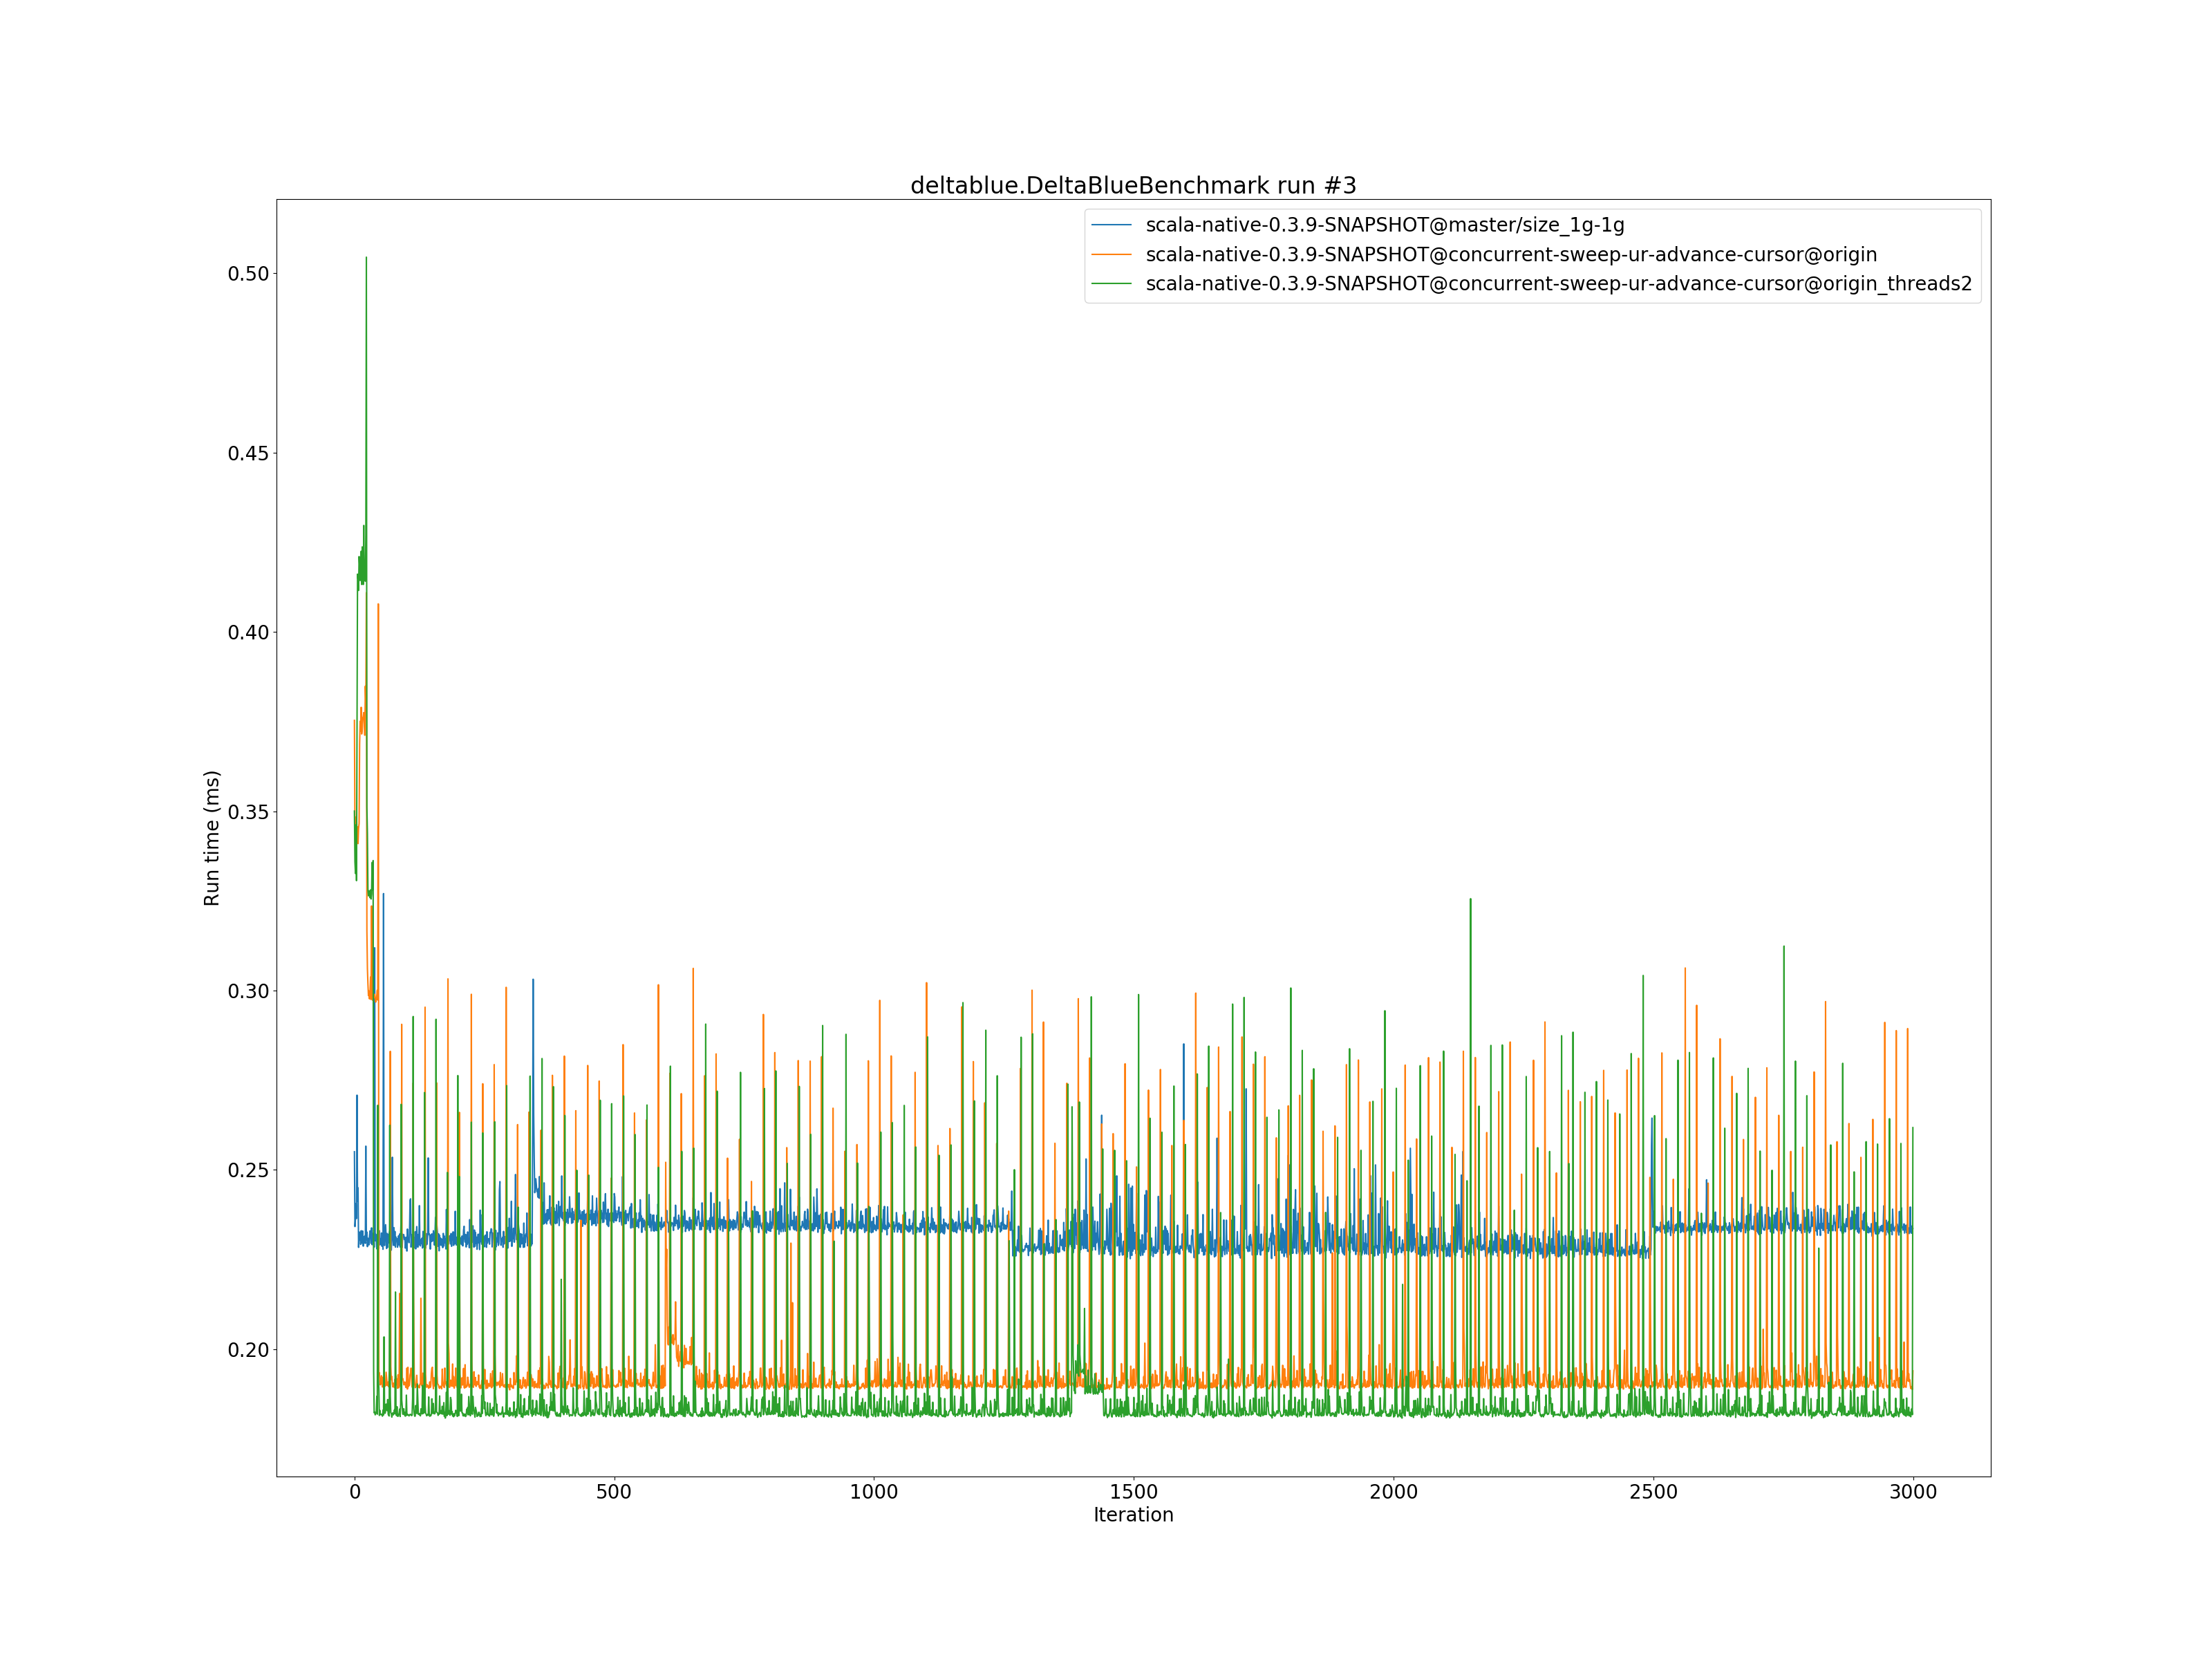 deltablue.DeltaBlueBenchmark run #3
scala-native-0.3.9-SNAPSHOT@master/size_1g-1g
scala-native-0.3.9-SNAPSHOT@concurrent-sweep-ur-advance-cursor@origin
scala-native-0.3.9-SNAPSHOT@concurrent-sweep-ur-advance-cursor@origin_threads2
0.50
0.45
0.40
0.35
0.30
0.25
0.20
Run time (ms)
0 500 1000 1500 2000 2500 3000
Iteration